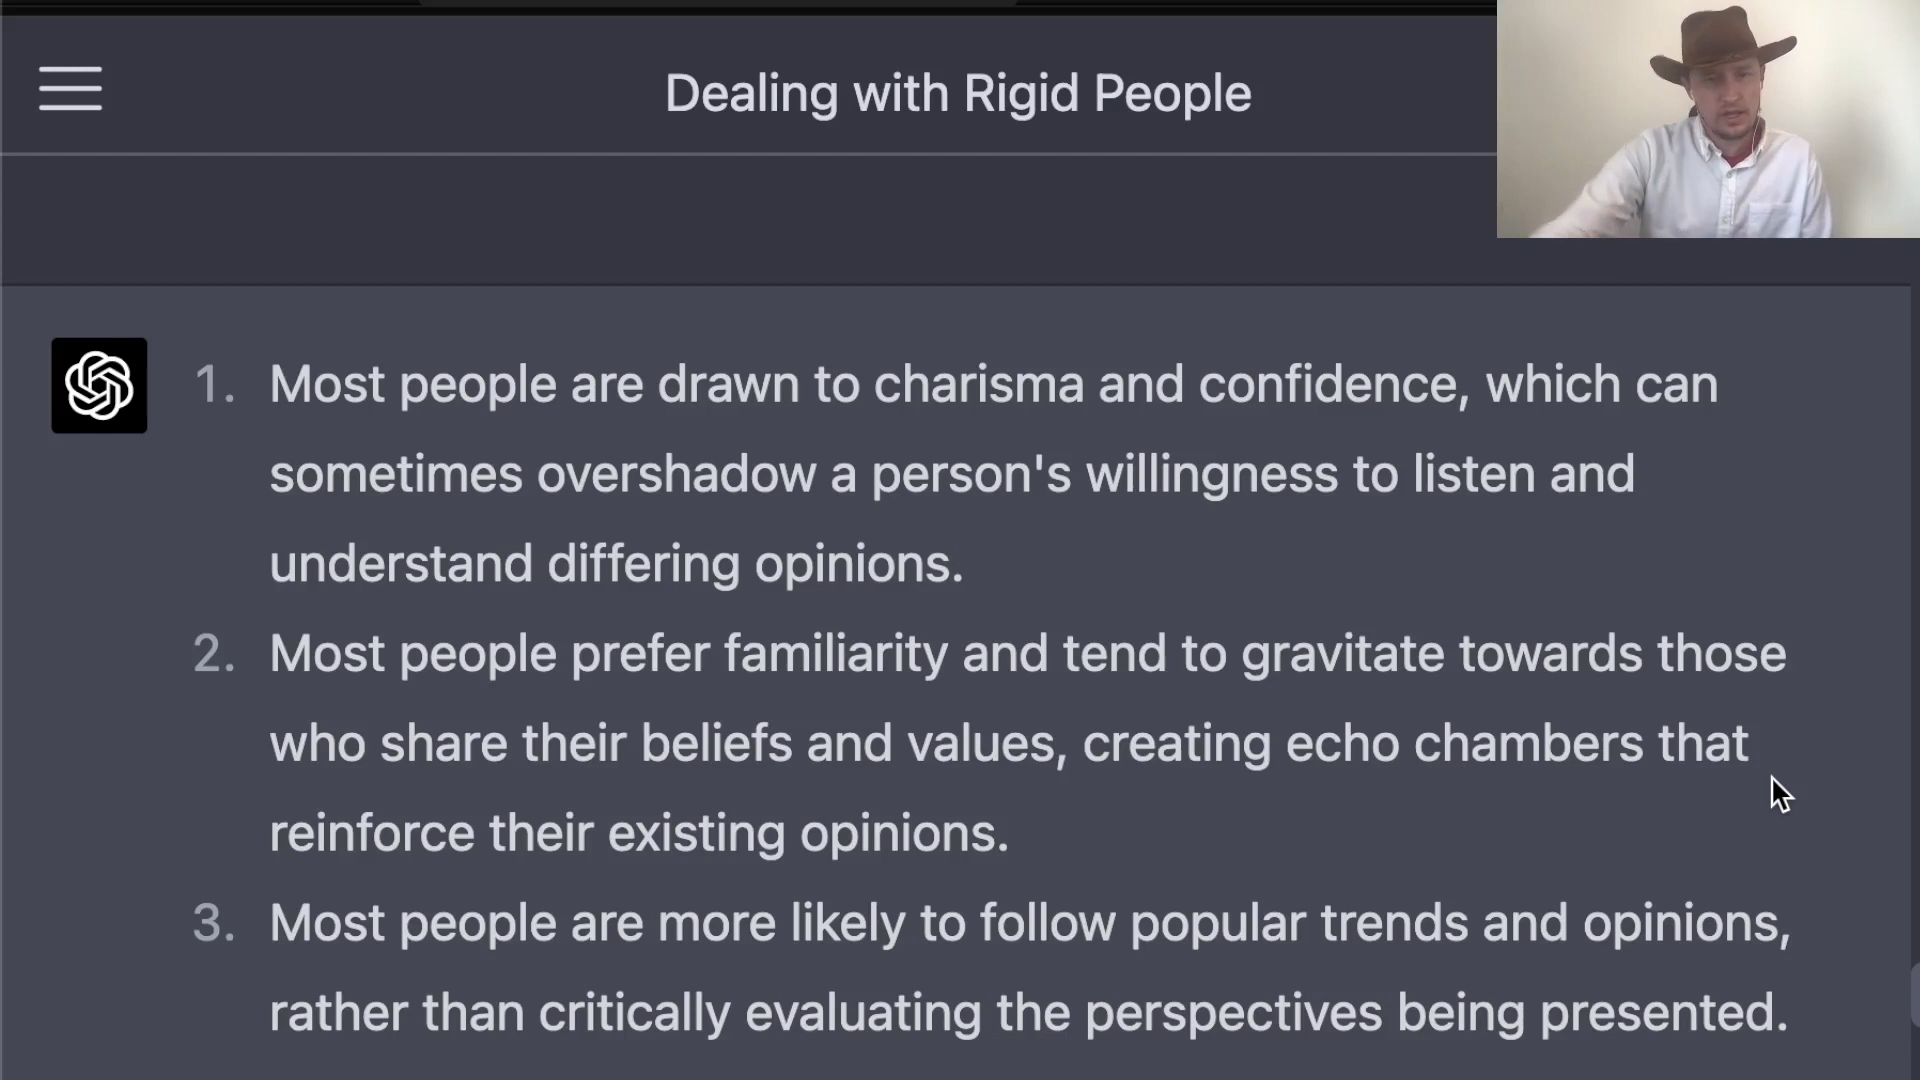 Dealing with Rigid People
1. Most people are drawn to charisma and confidence, which can
sometimes overshadow a person's willingness to listen and
understand differing opinions.
2. Most people prefer familiarity and tend to gravitate towards those
who share their beliefs and values, creating echo chambers that
reinforce their existing opinions.
3. Most people are more likely to follow popular trends and opinions,
rather than critically evaluating the perspectives being presented.